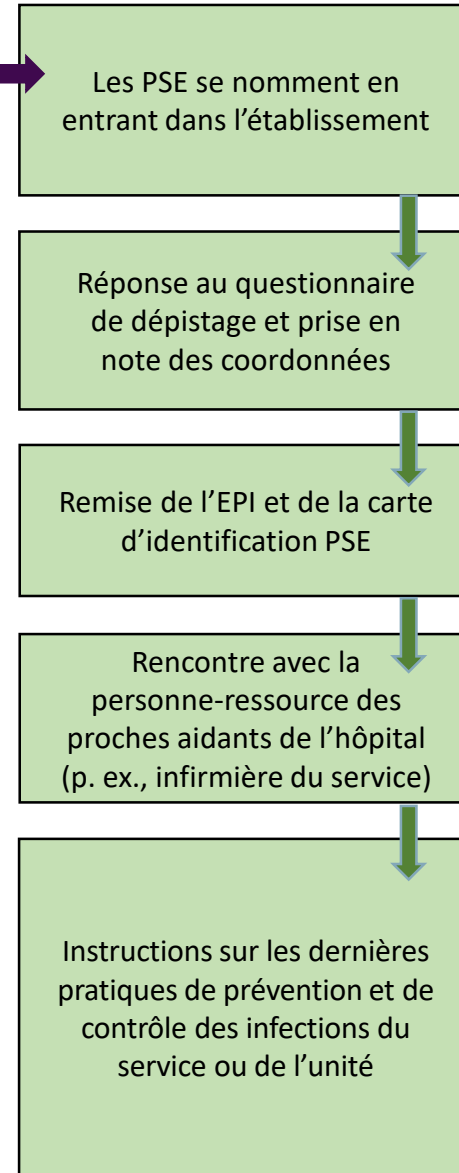 Les PSE se nomment en
entrant dans l’établissement
Réponse au questionnaire
de dépistage et prise en
note des coordonnées
Remise de l’EPI et de la carte
d’identification PSE
Rencontre avec la
personne-ressource des
proches aidants de l’hôpital
(p. ex., infirmière du service)
Instructions sur les dernières
pratiques de prévention et de
contrôle des infections du
service ou de l’unité